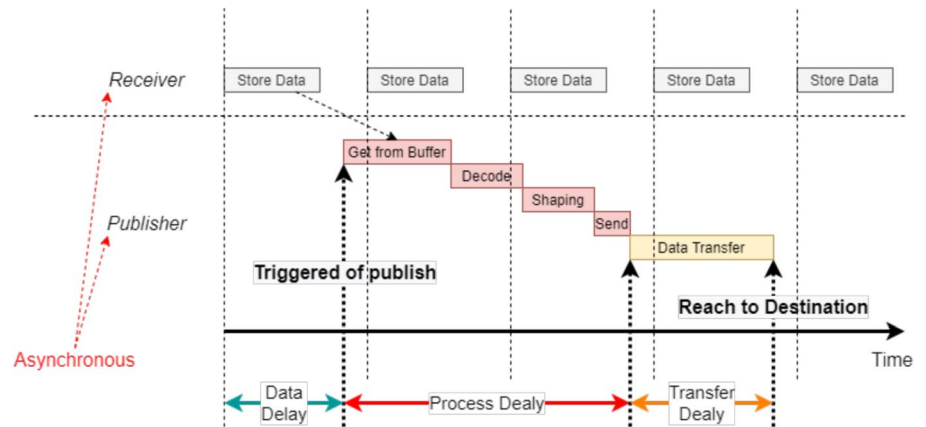 Receiver
Store Data
Store Data
Store Data
Store Data
Store Data
Get from Buffer
Decode
Shaping
Send
Publisher
Data Transfer
Triggered of publish
Reach to Destination
Asynchronous
Time
Data
Delay
Process Dealy
Transfer
Dealy